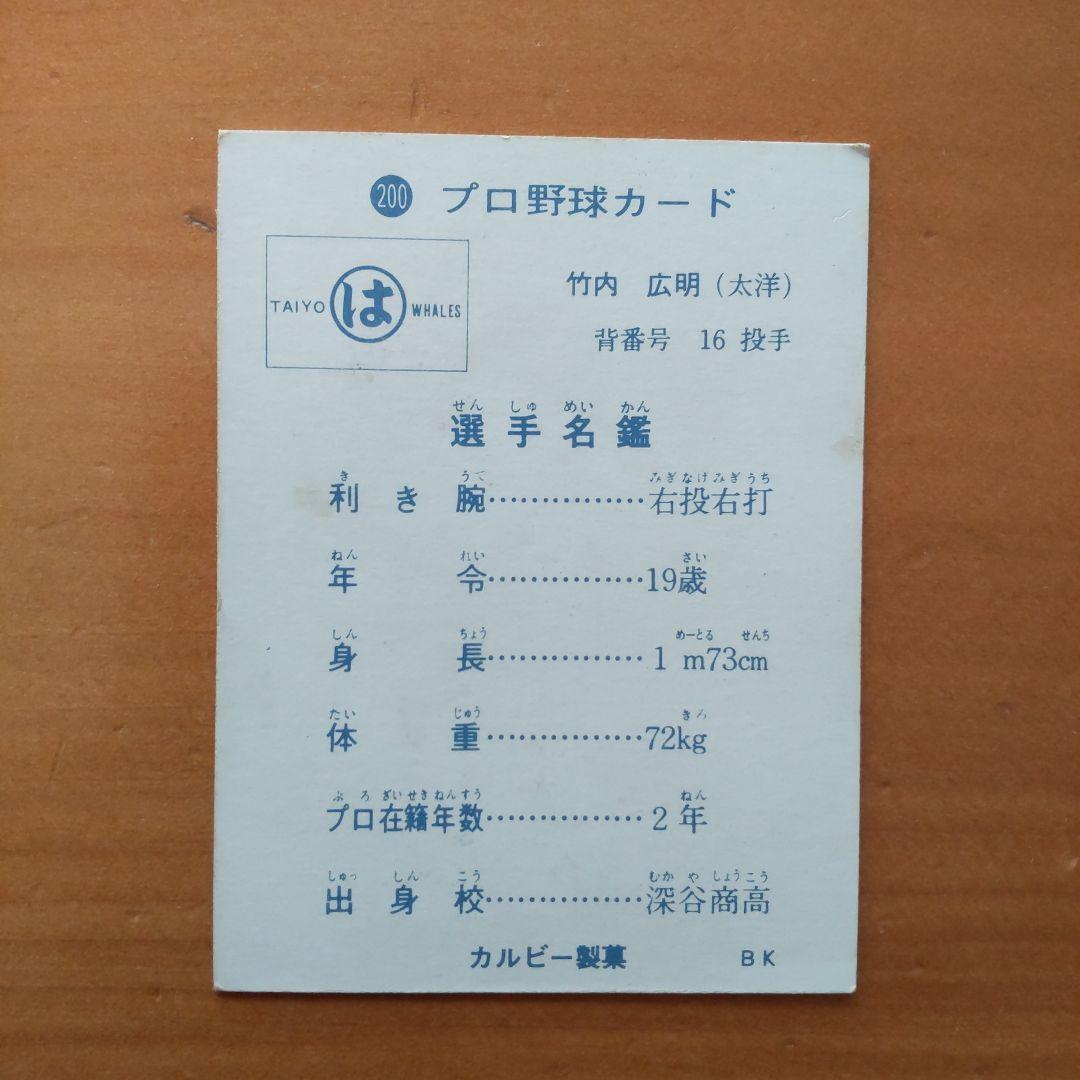 200 プロ野球カード
TAIYO は WHALES
竹内 広明（太洋）
背番号 16 投手
せん しゅ めい かん
選手名鑑
き うで みぎなげみぎうち
利き腕……………右投右打
ねん れい さい
年令……………19歳
しん ちょう めーとる せんち
身長……………1 m73cm
たい じゅう きろ
体重……………72kg
ぷろ ざいせきねんすう ねん
プロ在籍年数……………2年
しゅっ しん こう むか や しょうこう
出身校……………深谷商高
カルビー製菓 BK